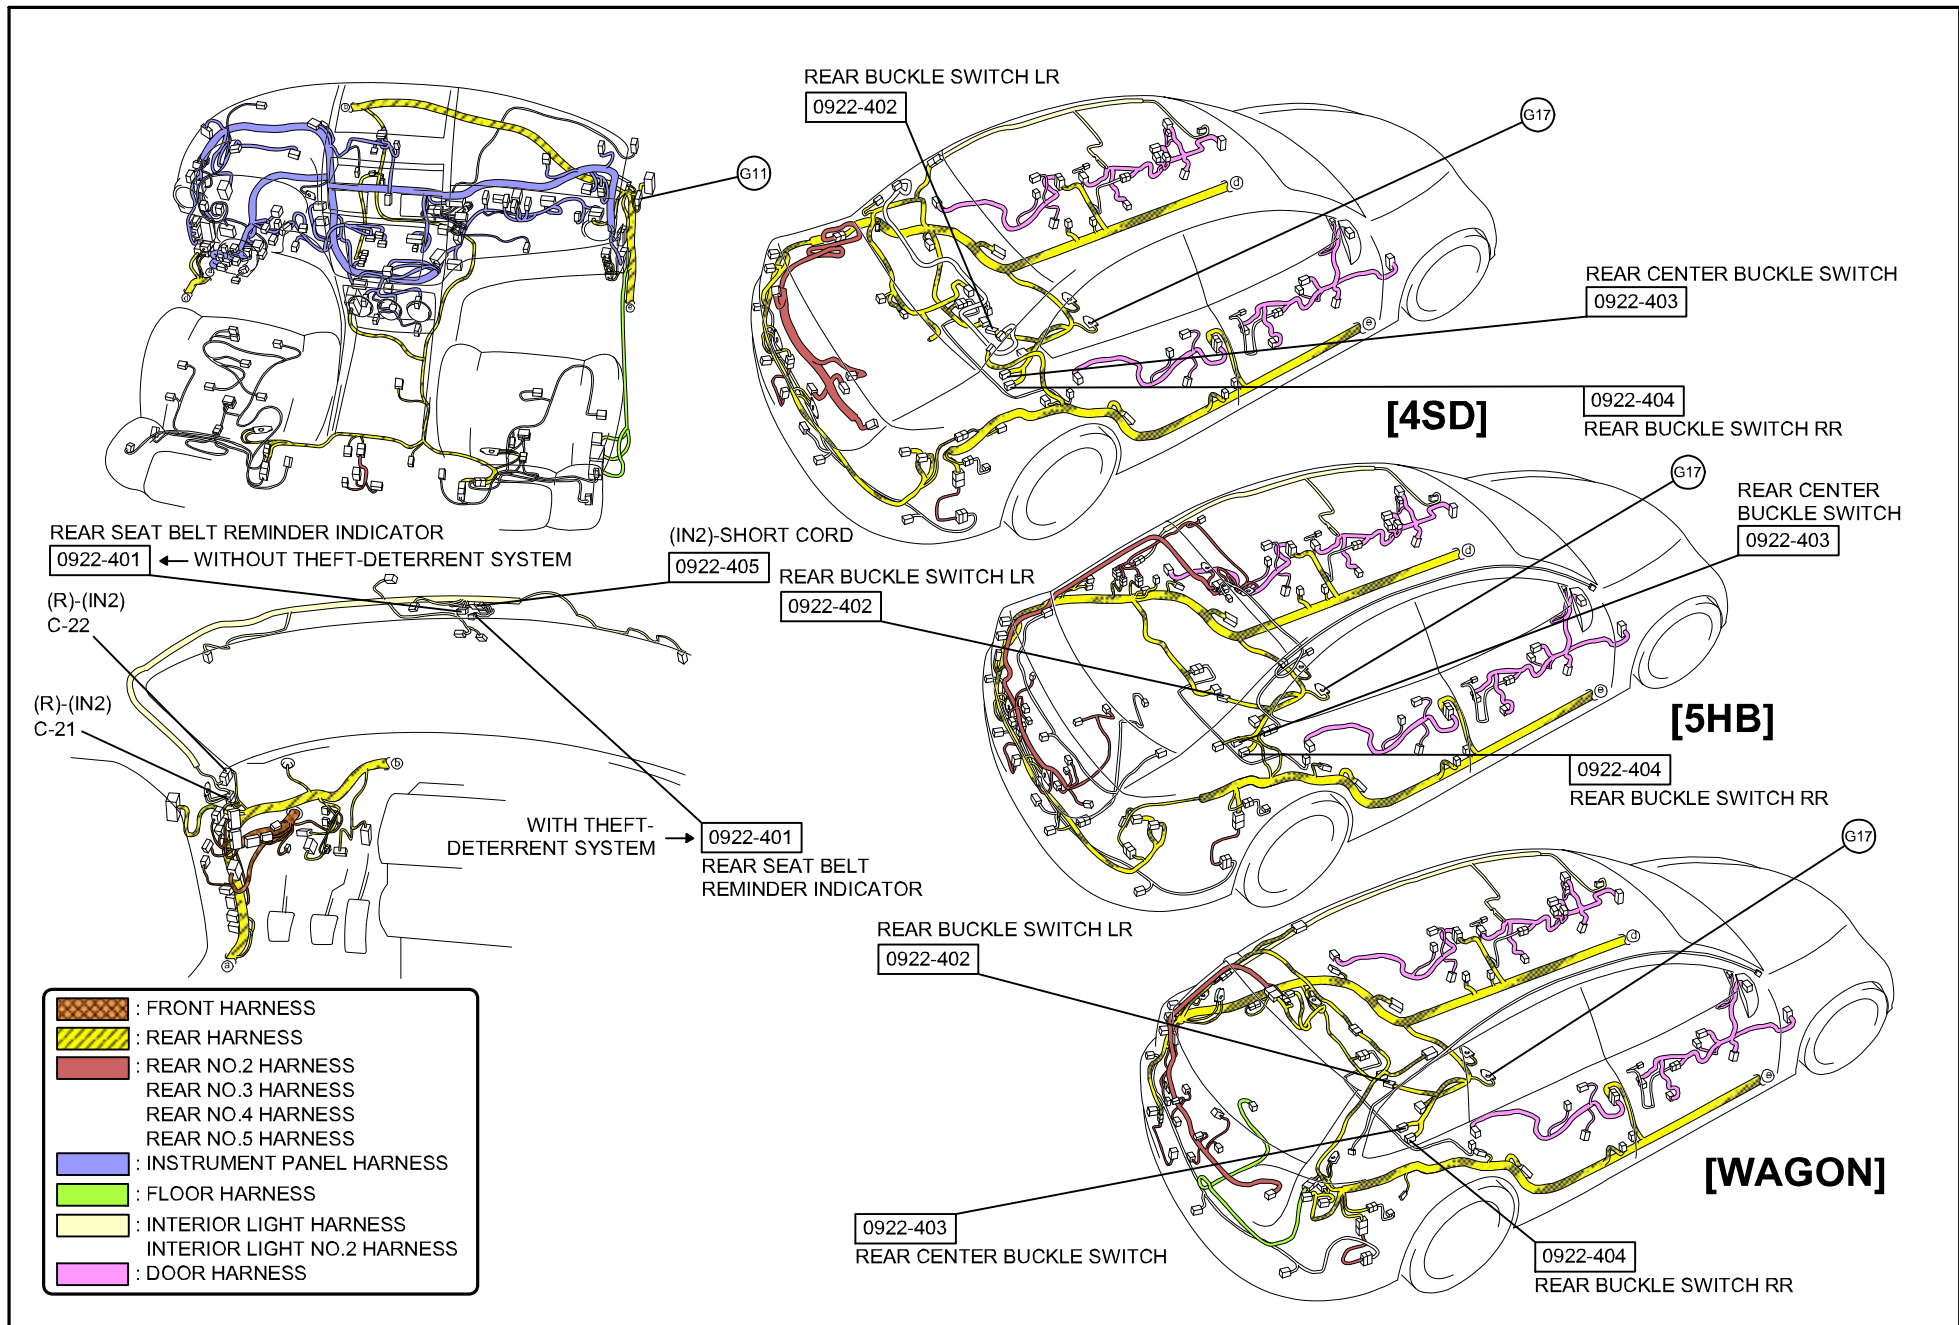 REAR BUCKLE SWITCH LR
0922-402
G17
G11
REAR CENTER BUCKLE SWITCH
0922-403
[4SD]
0922-404
REAR BUCKLE SWITCH RR
b
d
e
a
b
e
REAR SEAT BELT REMINDER INDICATOR
0922-401 ← WITHOUT THEFT-DETERRENT SYSTEM
(IN2)-SHORT CORD
0922-405
(R)-(IN2)
C-22
(R)-(IN2)
C-21
b
a
WITH THEFT-
DETERRENT SYSTEM →
0922-401
REAR SEAT BELT
REMINDER INDICATOR
REAR BUCKLE SWITCH LR
0922-402
G17
REAR CENTER
BUCKLE SWITCH
0922-403
d
e
[5HB]
0922-404
REAR BUCKLE SWITCH RR
G17
REAR BUCKLE SWITCH LR
0922-402
d
e
[WAGON]
0922-403
REAR CENTER BUCKLE SWITCH
0922-404
REAR BUCKLE SWITCH RR
: FRONT HARNESS
: REAR HARNESS
: REAR NO.2 HARNESS
REAR NO.3 HARNESS
REAR NO.4 HARNESS
REAR NO.5 HARNESS
: INSTRUMENT PANEL HARNESS
: FLOOR HARNESS
: INTERIOR LIGHT HARNESS
INTERIOR LIGHT NO.2 HARNESS
: DOOR HARNESS